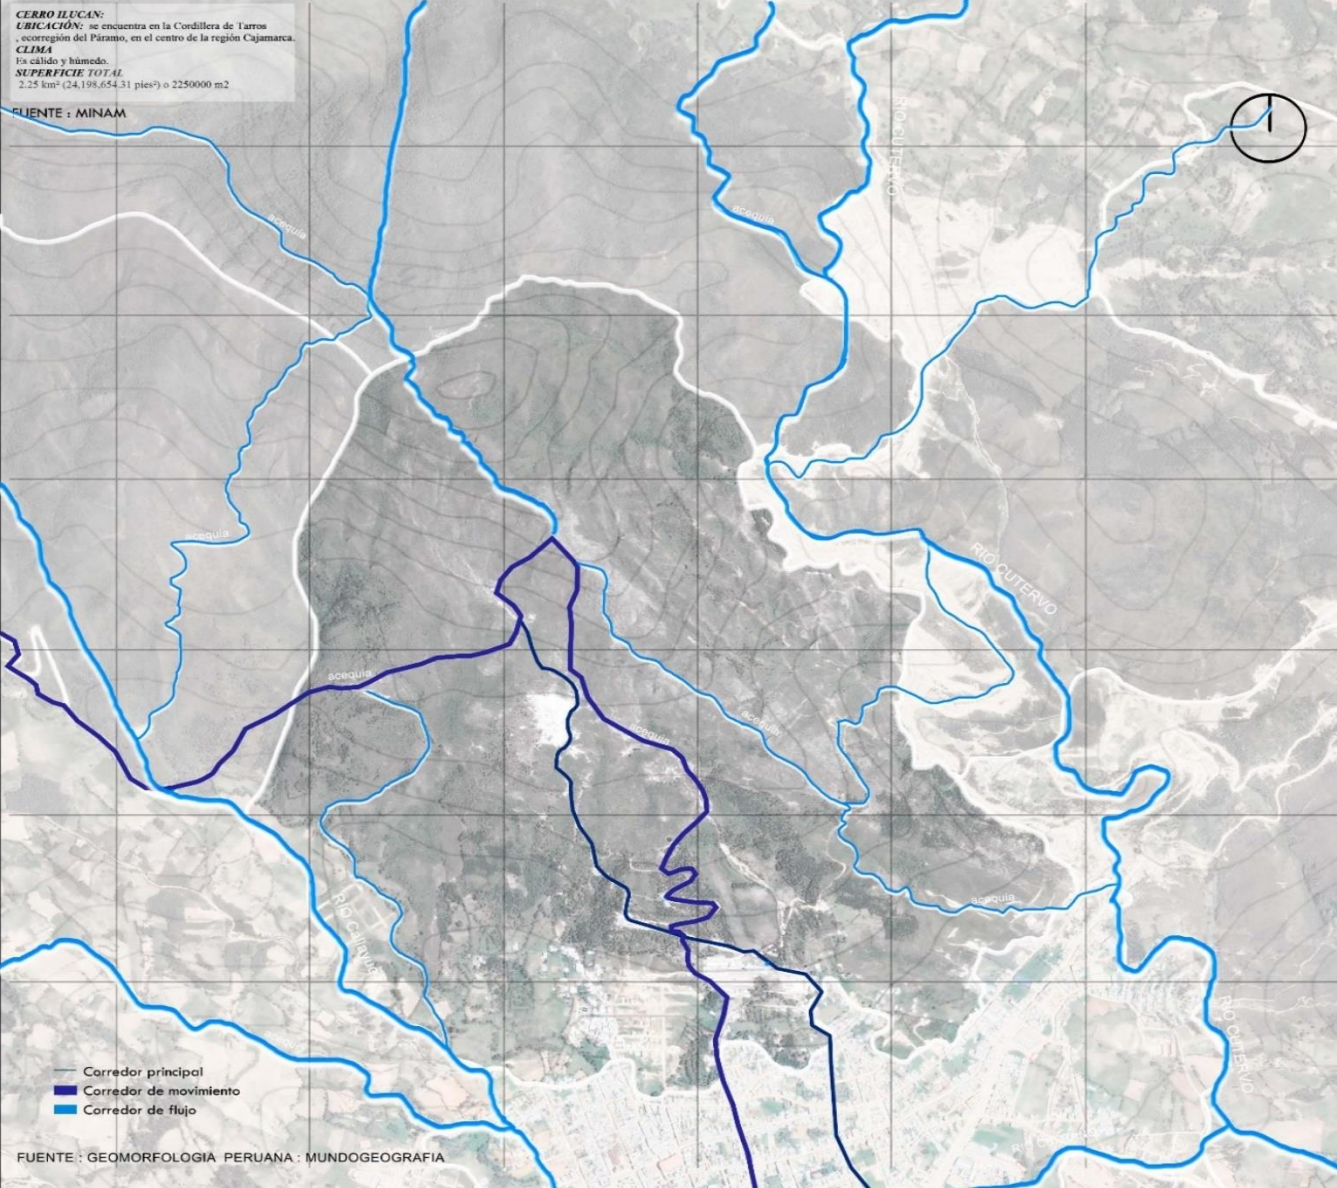 CERRO ILUCAN:
UBICACIÓN: se encuentra en la Cordillera de Tarros
, ecorregión del Páramo, en el centro de la región Cajamarca.
CLIMA
Es cálido y húmedo.
SUPERFICIE TOTAL
2.25 km² (24,198,654.31 pies²) o 2250000 m2
FUENTE : MINAM
RIO CUTERVO
acequia
acequia
acequia
RIO CUTERVO
acequia
acequia
acequia
acequia
RIO CUTERVO
Corredor principal
Corredor de movimiento
Corredor de flujo
FUENTE : GEOMORFOLOGIA PERUANA : MUNDOGEOGRAFIA